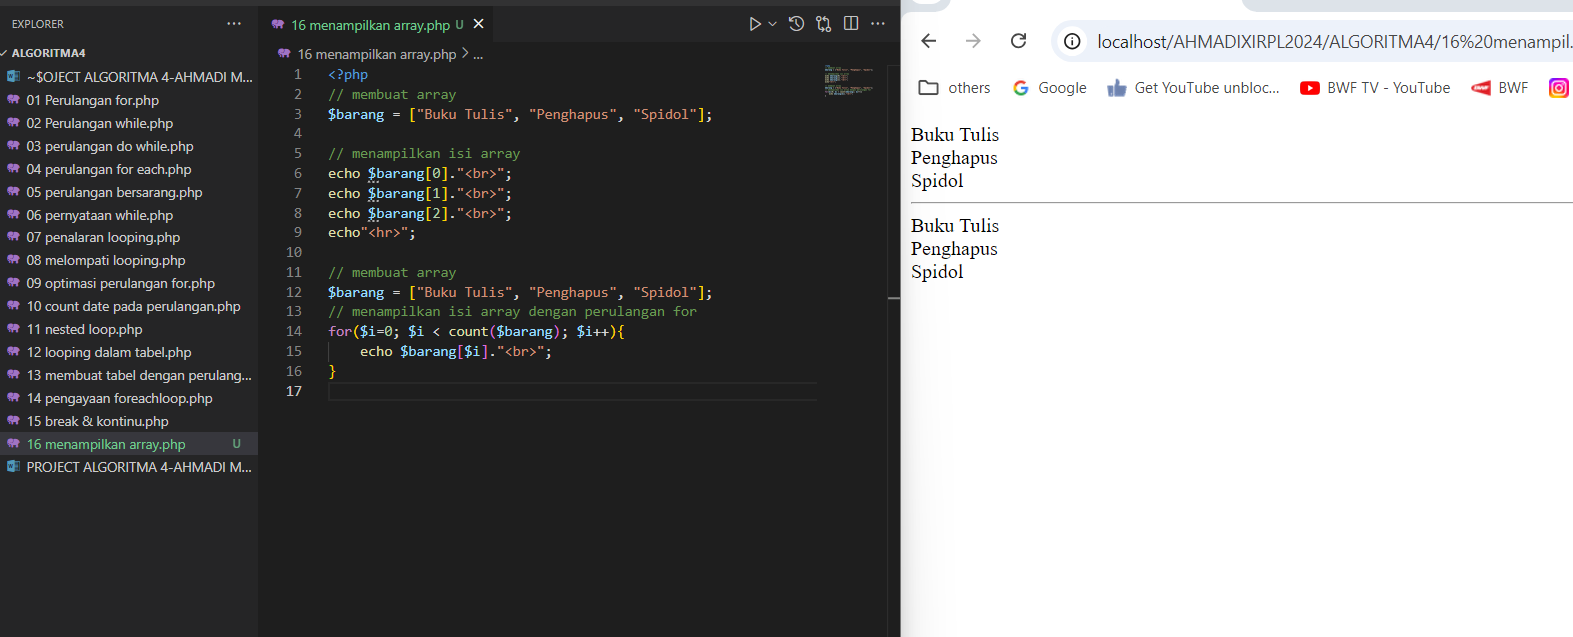 EXPLORER
ALGORITMA4
~$OJECT ALGORITMA 4-AHMADI M...
01 Perulangan for.php
02 Perulangan while.php
03 perulangan do while.php
04 perulangan for each.php
05 perulangan bersarang.php
06 pernyataan while.php
07 penalaran looping.php
08 melompati looping.php
09 optimasi perulangan for.php
10 count date pada perulangan.php
11 nested loop.php
12 looping dalam tabel.php
13 membuat tabel dengan perulang...
14 pengayaan foreachloop.php
15 break & kontinu.php
16 menampilkan array.php U
PROJECT ALGORITMA 4-AHMADI M...
16 menampilkan array.php U
16 menampilkan array.php > ...
1 <?php
2 // membuat array
3 $barang = ["Buku Tulis", "Penghapus", "Spidol"];
4
5 // menampilkan isi array
6 echo $barang[0]."<br>";
7 echo $barang[1]."<br>";
8 echo $barang[2]."<br>";
9 echo"<hr>";
10
11 // membuat array
12 $barang = ["Buku Tulis", "Penghapus", "Spidol"];
13 // menampilkan isi array dengan perulangan for
14 for($i=0; $i < count($barang); $i++){
15 echo $barang[$i]."<br>";
16 }
17
localhost/AHMADIXIRPL2024/ALGORITMA4/16%20menampil.
others Google Get YouTube unbloc... BWF TV - YouTube BWF
Buku Tulis
Penghapus
Spidol
Buku Tulis
Penghapus
Spidol